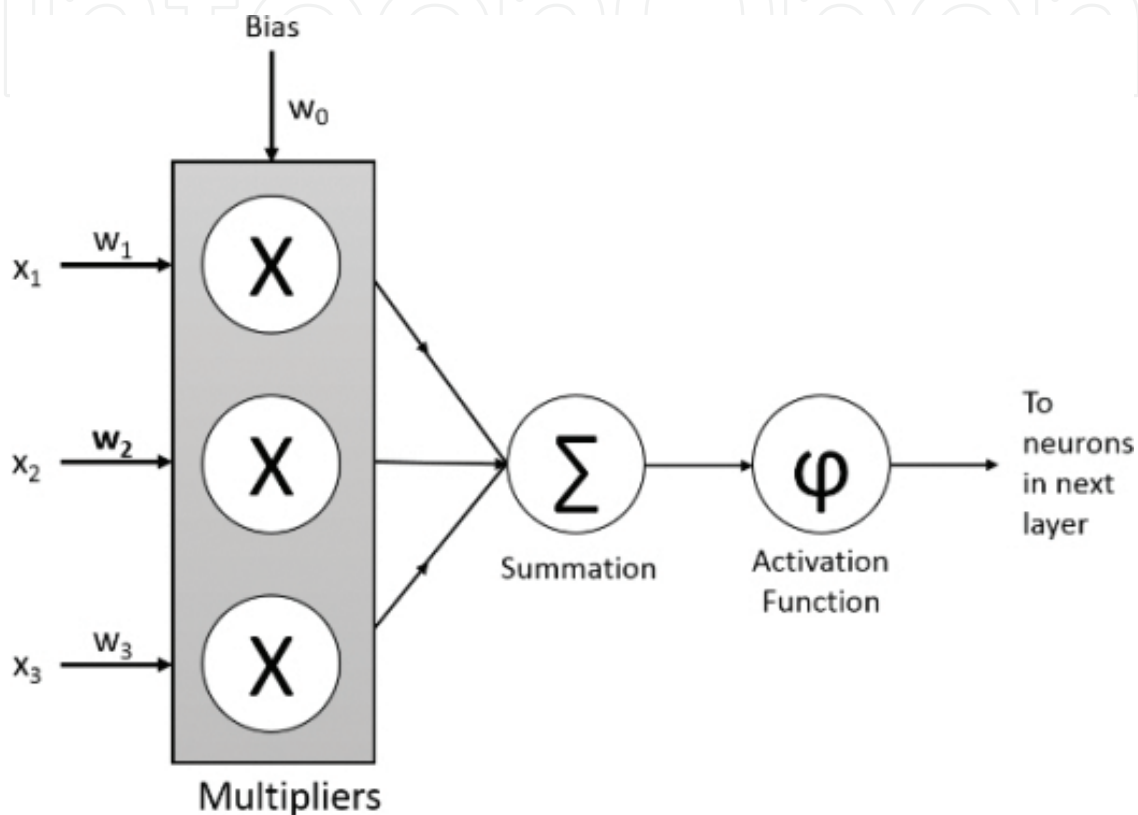 Bias
w₀
w₁
x₁
X
w₂
x₂
X
w₃
x₃
X
Multipliers
Σ
Summation
φ
Activation
Function
To
neurons
in next
layer